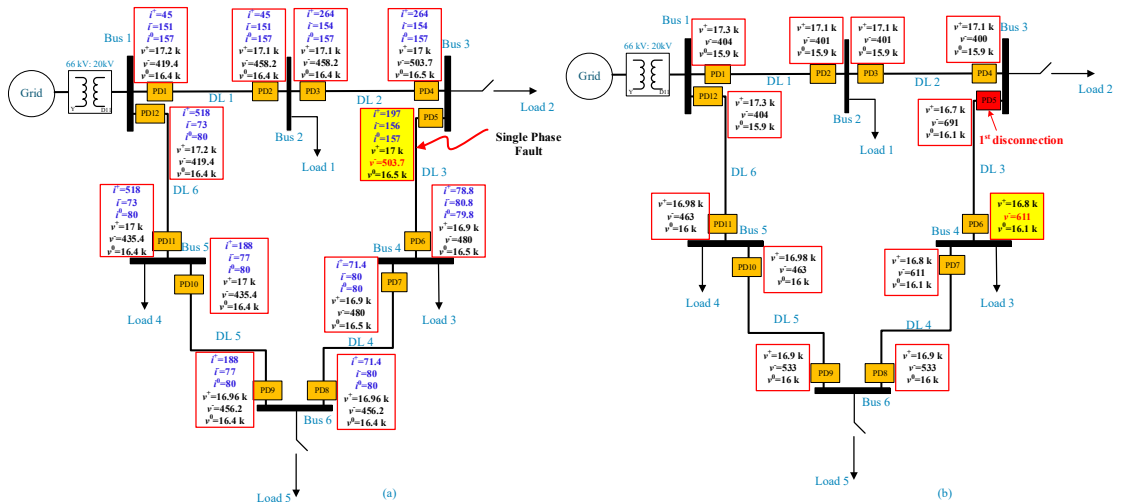 i⁺=45
i⁻=151
i⁰=157
v⁺=17.2 k
v⁻=419.4
v⁰=16.4 k
i⁺=45
i⁻=151
i⁰=157
v⁺=17.1 k
v⁻=458.2
v⁰=16.4 k
i⁺=264
i⁻=154
i⁰=157
v⁺=17.1 k
v⁻=458.2
v⁰=16.4 k
i⁺=264
i⁻=154
i⁰=157
v⁺=17 k
v⁻=503.7
v⁰=16.5 k
Bus 1
Bus 3
66 kV: 20kV
Grid
Y
D11
PD1
DL 1
PD2
PD3
DL 2
PD4
Load 2
PD12
Bus 2
Load 1
PD5
Single Phase
Fault
i⁺=518
i⁻=73
i⁰=80
v⁺=17.2 k
v⁻=419.4
v⁰=16.4 k
i⁺=197
i⁻=156
i⁰=157
v⁺=17 k
v⁻=503.7
v⁰=16.5 k
DL 6
DL 3
i⁺=518
i⁻=73
i⁰=80
v⁺=17 k
v⁻=435.4
v⁰=16.4 k
i⁺=78.8
i⁻=80.8
i⁰=79.8
v⁺=16.9 k
v⁻=480
v⁰=16.5 k
PD11
Bus 5
PD10
Load 4
i⁺=188
i⁻=77
i⁰=80
v⁺=17 k
v⁻=435.4
v⁰=16.4 k
PD6
Bus 4
PD7
Load 3
i⁺=71.4
i⁻=80
i⁰=80
v⁺=16.9 k
v⁻=480
v⁰=16.5 k
DL 5
DL 4
i⁺=188
i⁻=77
i⁰=80
v⁺=16.96 k
v⁻=456.2
v⁰=16.4 k
PD9
PD8
i⁺=71.4
i⁻=80
i⁰=80
v⁺=16.96 k
v⁻=456.2
v⁰=16.4 k
Bus 6
Load 5
(a)
Bus 1
v⁺=17.3 k
v⁻=404
v⁰=15.9 k
v⁺=17.1 k
v⁻=401
v⁰=15.9 k
v⁺=17.1 k
v⁻=401
v⁰=15.9 k
v⁺=17.1 k
v⁻=400
v⁰=15.9 k
Bus 3
66 kV: 20kV
Grid
Y
D11
PD1
DL 1
PD2
PD3
DL 2
PD4
Load 2
PD12
Bus 2
Load 1
PD5
1st disconnection
v⁺=17.3 k
v⁻=404
v⁰=15.9 k
v⁺=16.7 k
v⁻=691
v⁰=16.1 k
DL 6
DL 3
v⁺=16.98 k
v⁻=463
v⁰=16 k
PD11
Bus 5
PD10
Load 4
v⁺=16.98 k
v⁻=463
v⁰=16 k
PD6
Bus 4
PD7
Load 3
v⁺=16.8 k
v⁻=611
v⁰=16.1 k
v⁺=16.8 k
v⁻=611
v⁰=16.1 k
DL 5
DL 4
v⁺=16.9 k
v⁻=533
v⁰=16 k
PD9
PD8
v⁺=16.9 k
v⁻=533
v⁰=16 k
Bus 6
Load 5
(b)